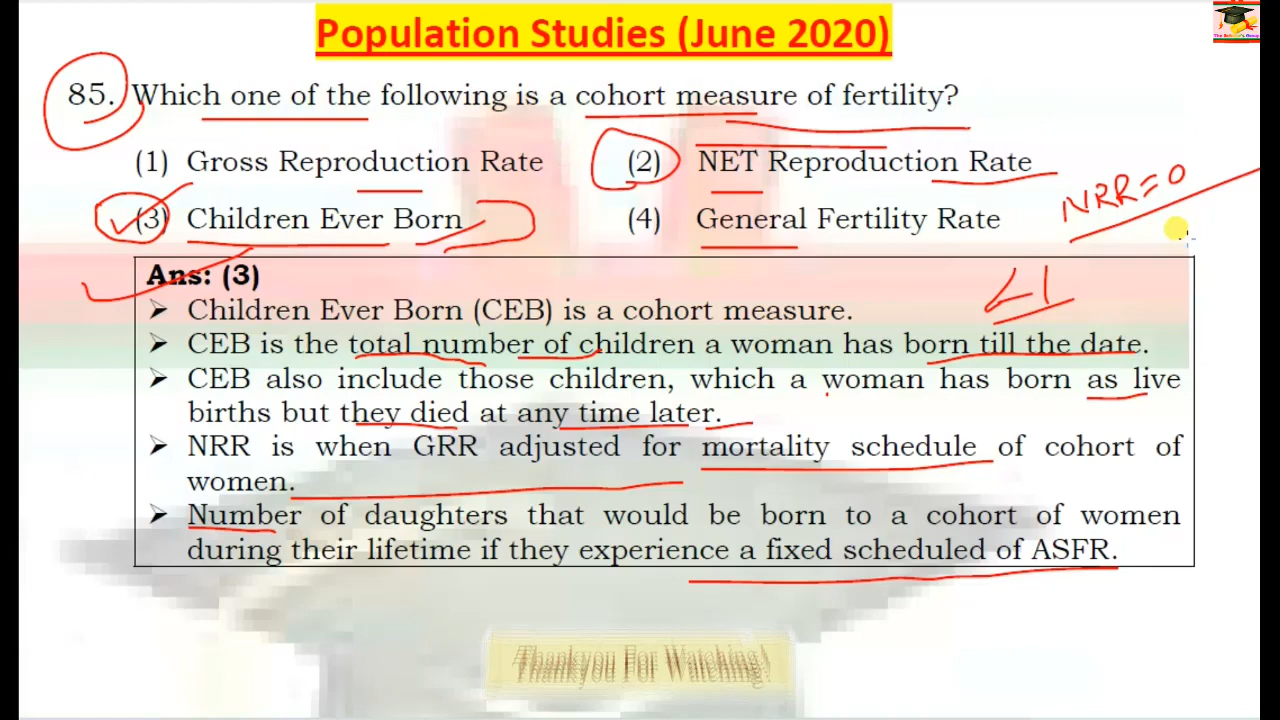 Population Studies (June 2020)
85. Which one of the following is a cohort measure of fertility?
(1) Gross Reproduction Rate (2) NET Reproduction Rate
NRR=0
(3) Children Ever Born (4) General Fertility Rate
Ans: (3)
<1
➢ Children Ever Born (CEB) is a cohort measure.
➢ CEB is the total number of children a woman has born till the date.
➢ CEB also include those children, which a woman has born as live
births but they died at any time later.
➢ NRR is when GRR adjusted for mortality schedule of cohort of
women.
➢ Number of daughters that would be born to a cohort of women
during their lifetime if they experience a fixed scheduled of ASFR.
Thankyou For Watching!